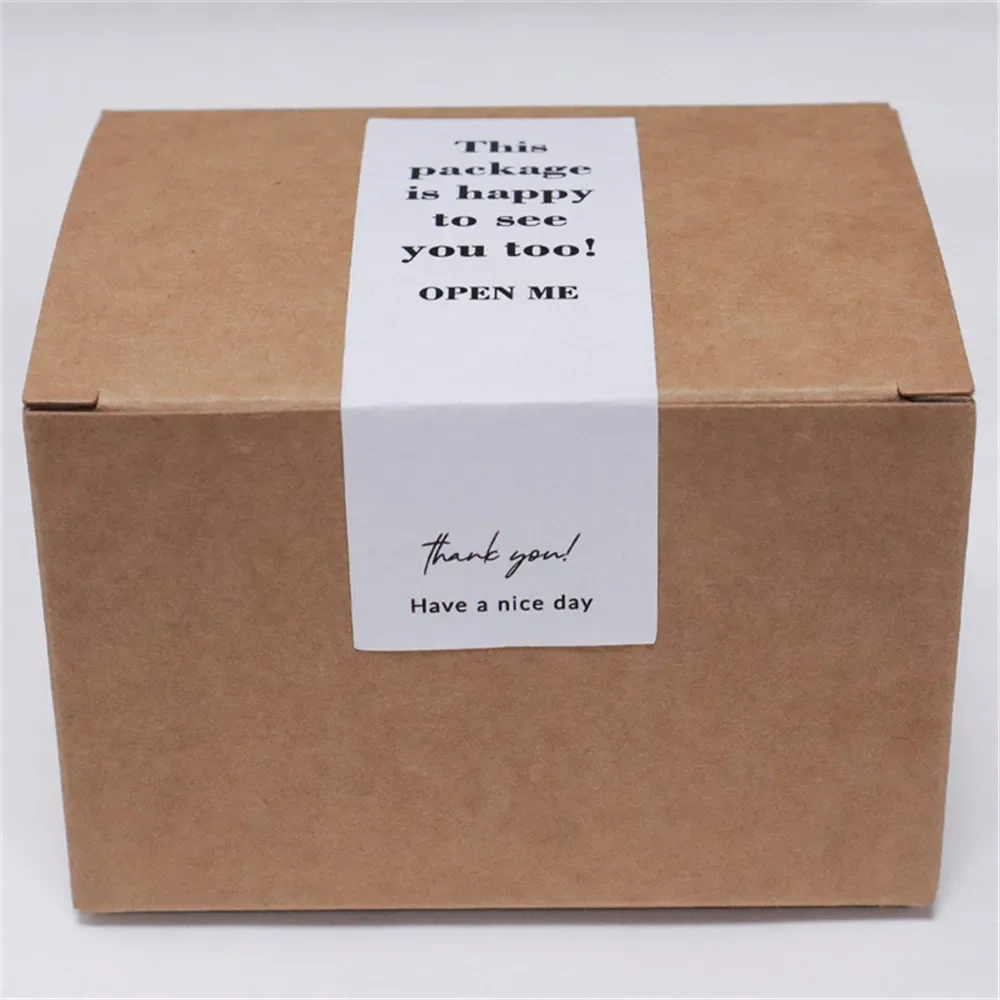 This
package
is happy
to see
you too!
OPEN ME
thank you!
Have a nice day